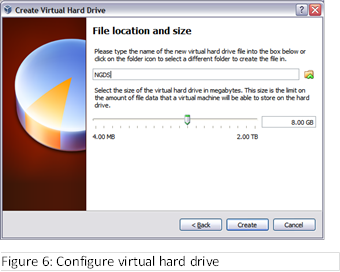 Create Virtual Hard Drive
File location and size
Please type the name of the new virtual hard drive file into the box below or
click on the folder icon to select a different folder to create the file in.
NGDS
Select the size of the virtual hard drive in megabytes. This size is the limit on
the amount of file data that a virtual machine will be able to store on the hard
drive.
8.00 GB
4.00 MB 2.00 TB
< Back Create Cancel
Figure 6: Configure virtual hard drive